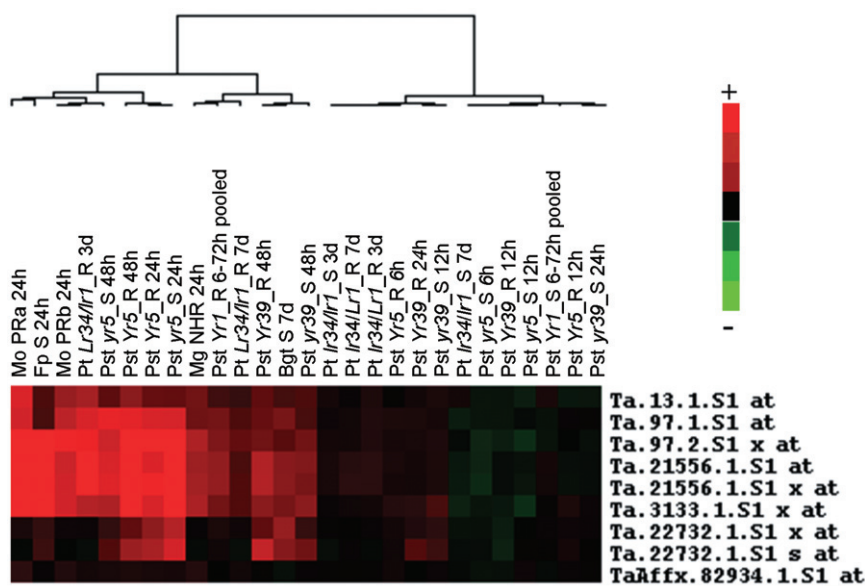 +
-
Mo PRa 24h
Fp S 24h
Mo PRb 24h
Pt Lr34/lr1_R 3d
Pst yr5_S 48h
Pst Yr5_R 48h
Pst Yr5_R 24h
Pst yr5_S 24h
Mg NHR 24h
Pst Yr1_R 6-72h pooled
Pt Lr34/lr1_R 7d
Pst Yr39_R 48h
Bgt S 7d
Pst yr39_S 48h
Pt lr34/lr1_S 3d
Pt lr34/Lr1_R 7d
Pt lr34/Lr1_R 3d
Pst Yr5_R 6h
Pst Yr39_R 24h
Pst yr39_S 12h
Pt lr34/lr1_S 7d
Pst yr5_S 6h
Pst Yr39_R 12h
Pst yr5_S 12h
Pst Yr1_S 6-72h pooled
Pst Yr5_R 12h
Pst yr39_S 24h
Ta.13.1.S1 at
Ta.97.1.S1 at
Ta.97.2.S1 x at
Ta.21556.1.S1 at
Ta.21556.1.S1 x at
Ta.3133.1.S1 x at
Ta.22732.1.S1 x at
Ta.22732.1.S1 s at
TaAffx.82934.1.S1 at